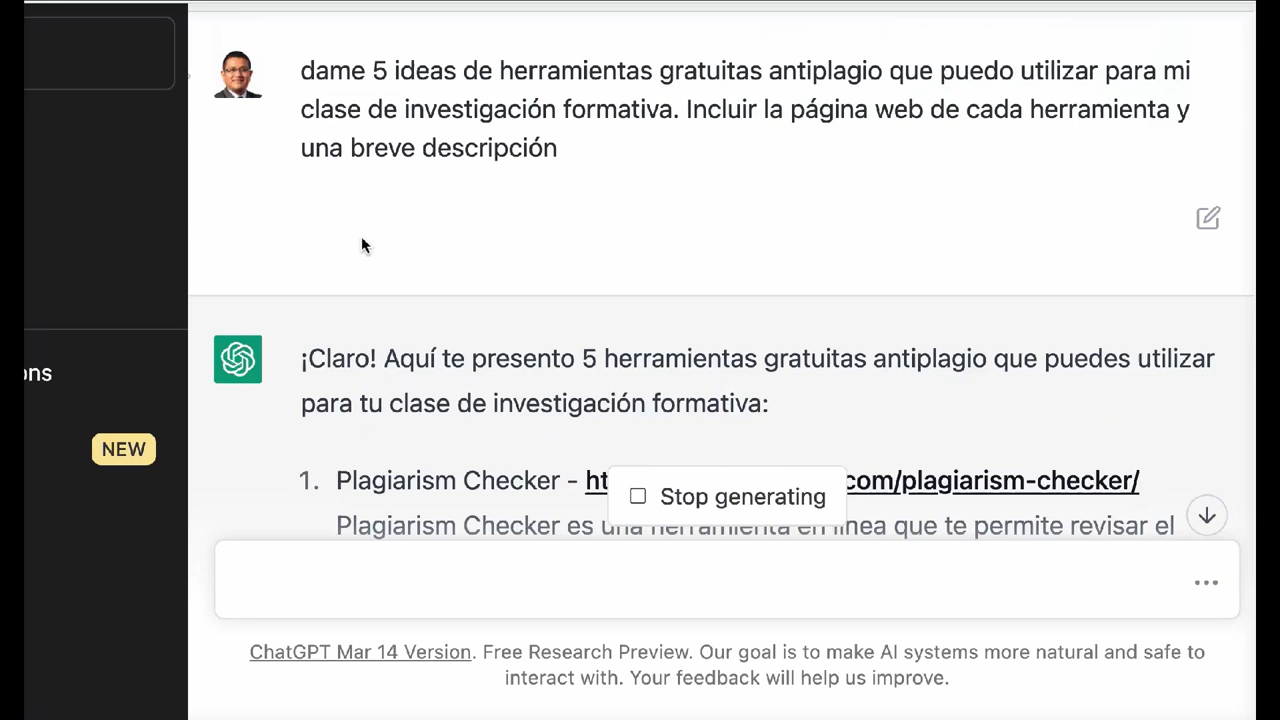 dame 5 ideas de herramientas gratuitas antiplagio que puedo utilizar para mi
clase de investigación formativa. Incluir la página web de cada herramienta y
una breve descripción
ons
NEW
¡Claro! Aquí te presento 5 herramientas gratuitas antiplagio que puedes utilizar
para tu clase de investigación formativa:
1. Plagiarism Checker - ht com/plagiarism-checker/
Stop generating
Plagiarism Checker es una herramienta en línea que te permite revisar el
ChatGPT Mar 14 Version. Free Research Preview. Our goal is to make AI systems more natural and safe to
interact with. Your feedback will help us improve.